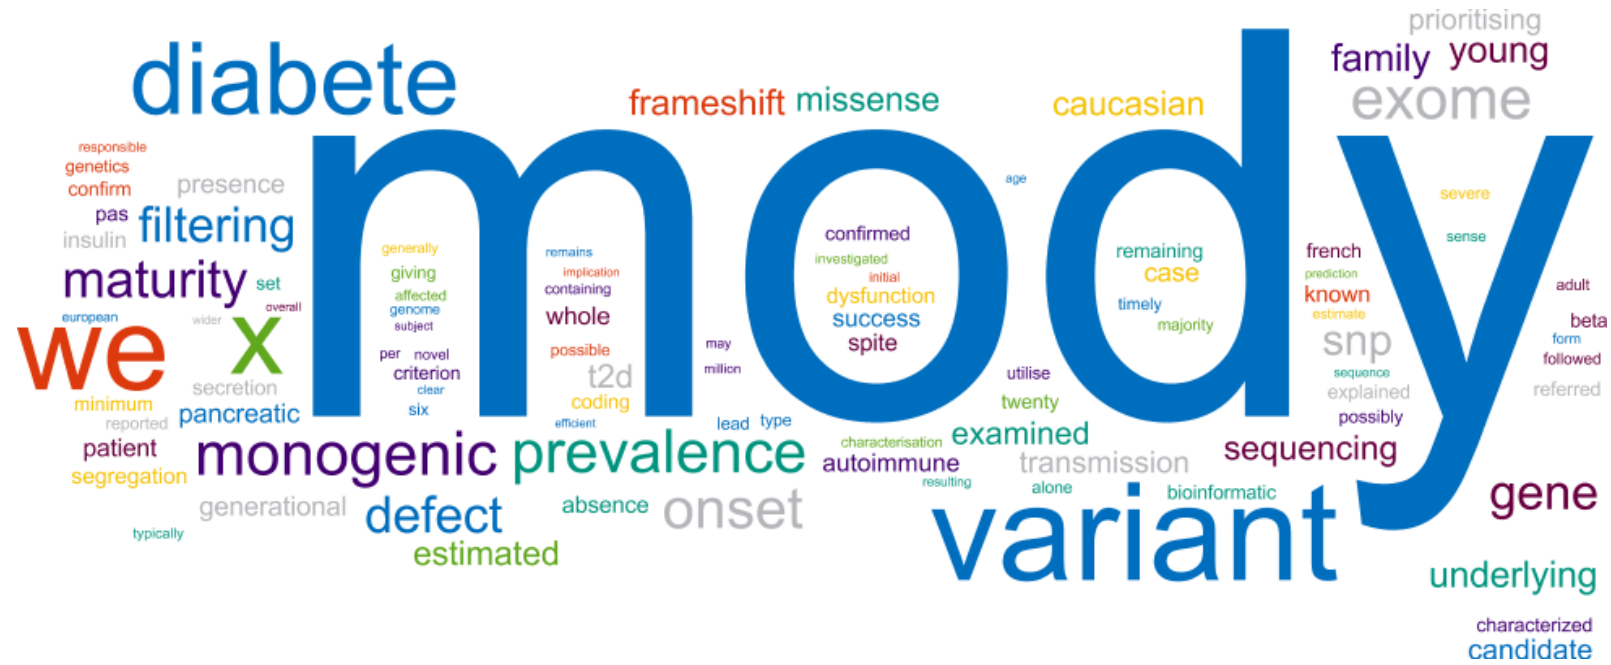 prioritising
family young
diabete
exome
frameshift missense
caucasian
mody
responsible
genetics
confirm
presence
pas
filtering
insulin
maturity
set
overall
european
wider
we
x
secretion
minimum
pancreatic
reported
patient
segregation
monogenic
generational
typically
generally
giving
affected
genome
subject
per novel
criterion
clear
six
remains
implication
containing
whole
possible
t2d
coding
efficient
may
million
lead type
prevalence
defect
absence
onset
estimated
confirmed
investigated
initial
dysfunction
success
spite
age
utilise
twenty
characterisation
examined
autoimmune
resulting
transmission
alone
bioinformatic
variant
remaining
case
timely
majority
french
prediction
known
estimate
snp
sequence
explained
possibly
sequencing
severe
sense
adult
beta
form
followed
referred
gene
underlying
characterized
candidate